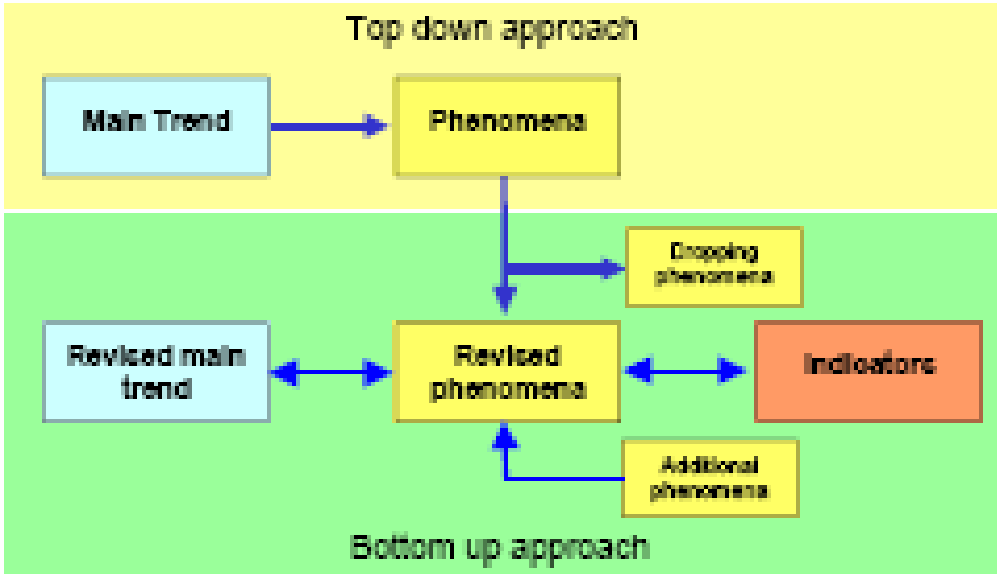 Top down approach
Main Trend
Phenomena
Dropping
phenomena
Revised main
trend
Revised
phenomena
Indicators
Additional
phenomena
Bottom up approach